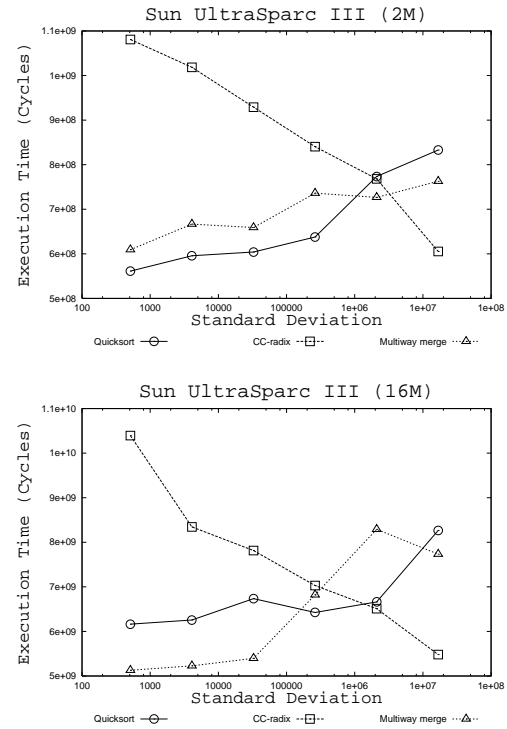 Sun UltraSparc III (2M)
Execution Time (Cycles)
1.1e+09
1e+09
9e+08
8e+08
7e+08
6e+08
5e+08
100 1000 10000 100000 1e+06 1e+07 1e+08
Standard Deviation
Quicksort CC-radix Multiway merge
Sun UltraSparc III (16M)
Execution Time (Cycles)
1.1e+10
1e+10
9e+09
8e+09
7e+09
6e+09
5e+09
100 1000 10000 100000 1e+06 1e+07 1e+08
Standard Deviation
Quicksort CC-radix Multiway merge